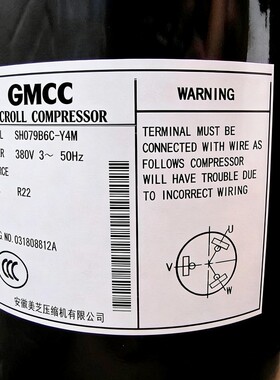 GMCC
CROLL COMPRESSOR
L SH079B6C-Y4M
R 380V 3~ 50Hz
NCE
R22
G NO.031808812A
CCC
安徽美芝压缩机有限公司
WARNING
TERMINAL MUST BE
CONNECTED WITH WIRE AS
FOLLOWS COMPRESSOR
WILL HAVE TROUBLE DUE
TO INCORRECT WIRING
U
V
W